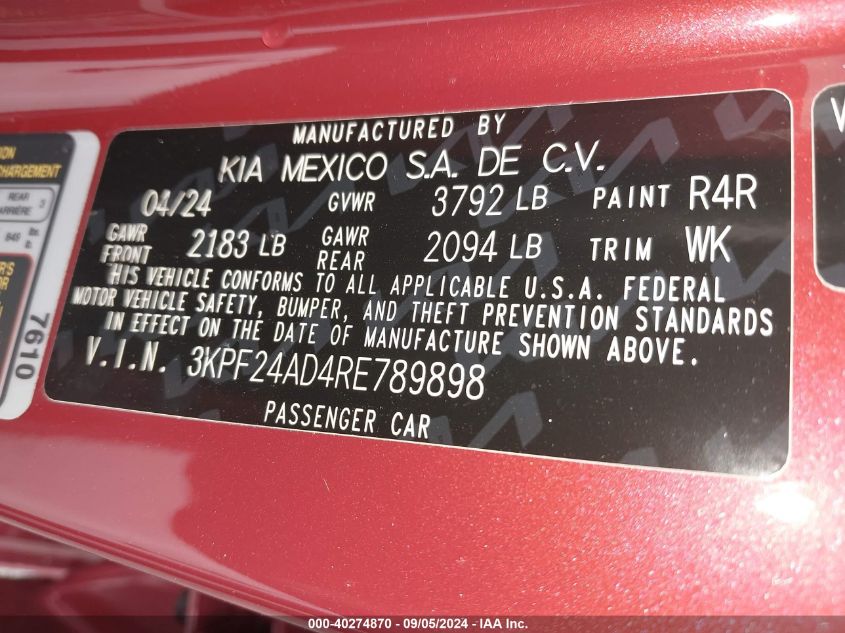 MANUFACTURED BY
KIA MEXICO S.A. DE C.V.
04/24 GVWR 3792 LB PAINT R4R
GAWR FRONT 2183 LB GAWR REAR 2094 LB TRIM WK
THIS VEHICLE CONFORMS TO ALL APPLICABLE U.S.A. FEDERAL
MOTOR VEHICLE SAFETY, BUMPER, AND THEFT PREVENTION STANDARDS
IN EFFECT ON THE DATE OF MANUFACTURE SHOWN ABOVE.
V.I.N. 3KPF24AD4RE789898
PASSENGER CAR
REAR
3
7610
V
000-40274870 - 09/05/2024 - IAA Inc.